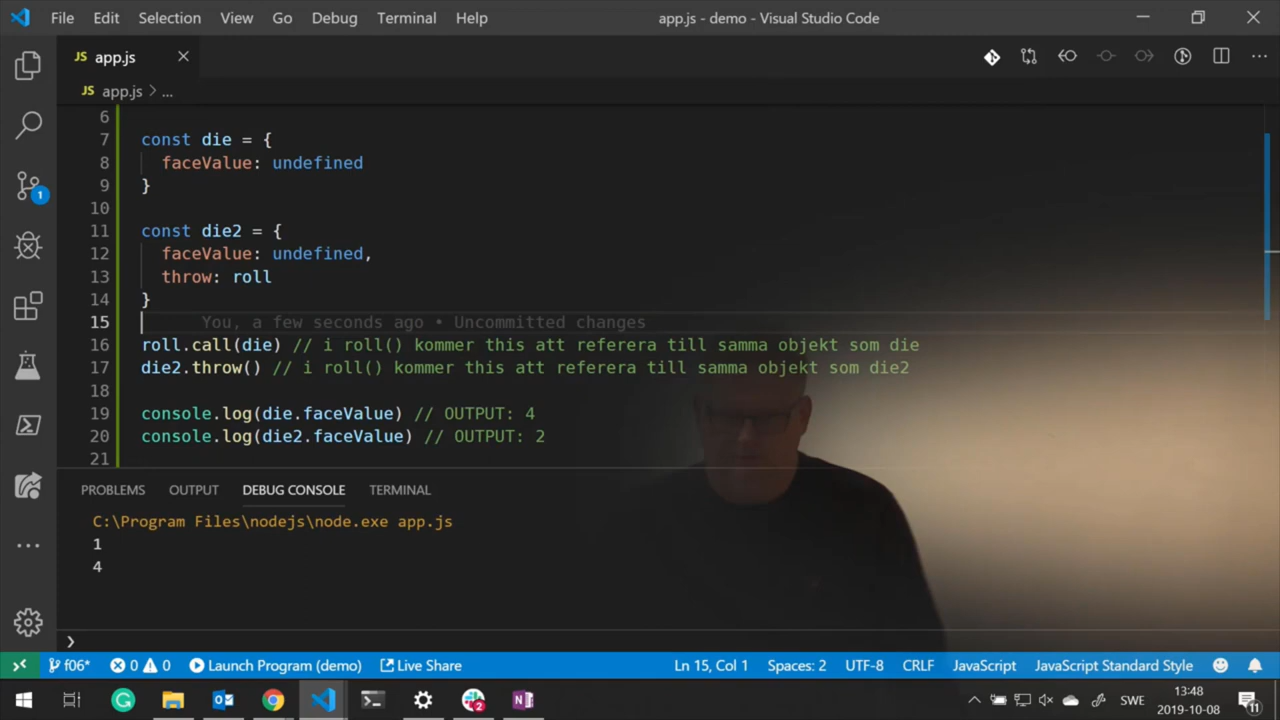 File Edit Selection View Go Debug Terminal Help app.js - demo - Visual Studio Code
JS app.js
JS app.js > ...
6
7 const die = {
8 faceValue: undefined
9 }
10
11 const die2 = {
12 faceValue: undefined,
13 throw: roll
14 }
15 You, a few seconds ago • Uncommitted changes
16 roll.call(die) // i roll() kommer this att referera till samma objekt som die
17 die2.throw() // i roll() kommer this att referera till samma objekt som die2
18
19 console.log(die.faceValue) // OUTPUT: 4
20 console.log(die2.faceValue) // OUTPUT: 2
21
1
PROBLEMS OUTPUT DEBUG CONSOLE TERMINAL
C:\Program Files\nodejs\node.exe app.js
1
4
f06* 0 0 Launch Program (demo) Live Share Ln 15, Col 1 Spaces: 2 UTF-8 CRLF JavaScript JavaScript Standard Style
2 N SWE 13:48
2019-10-08 11